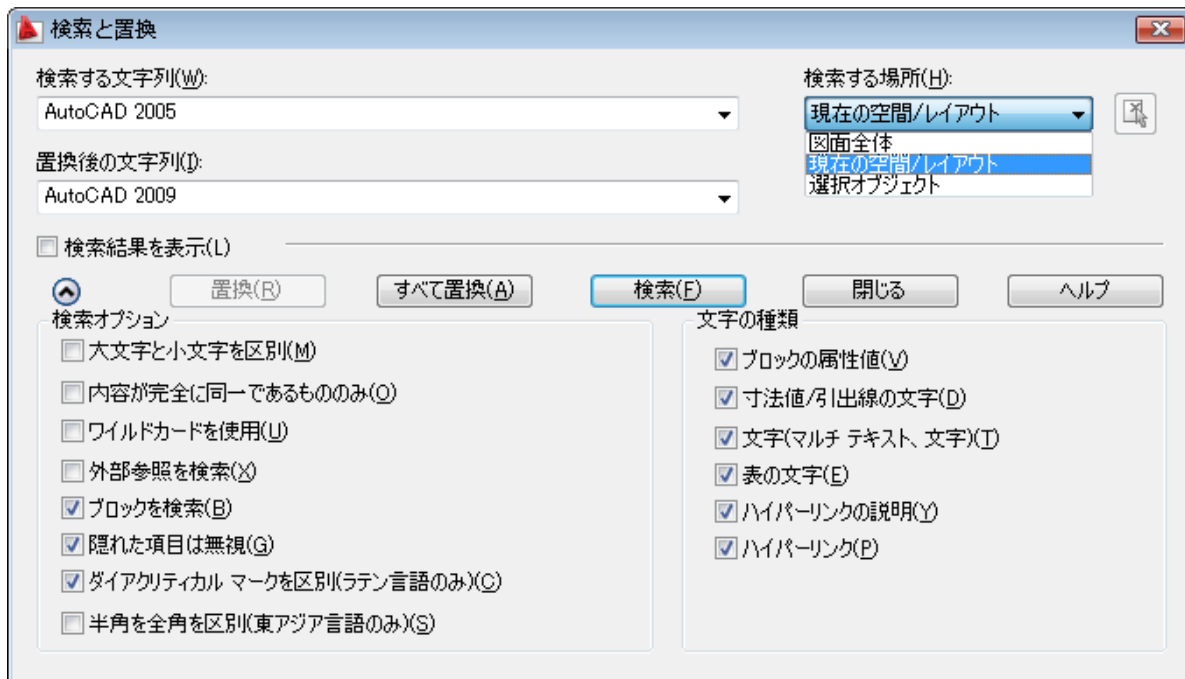 検索と置換
検索する文字列(W):
検索する場所(H):
AutoCAD 2005
現在の空間/レイアウト
図面全体
現在の空間/レイアウト
選択オブジェクト
置換後の文字列(I):
AutoCAD 2009
検索結果を表示(L)
置換(R)
すべて置換(A)
検索(F)
閉じる
ヘルプ
検索オプション
大文字と小文字を区別(M)
内容が完全に同一であるもののみ(O)
ワイルドカードを使用(U)
外部参照を検索(X)
ブロックを検索(B)
隠れた項目は無視(G)
ダイアクリティカル マークを区別(ラテン言語のみ)(C)
半角を全角を区別(東アジア言語のみ)(S)
文字の種類
ブロックの属性値(V)
寸法値/引出線の文字(D)
文字(マルチ テキスト、文字)(T)
表の文字(E)
ハイパーリンクの説明(Y)
ハイパーリンク(P)